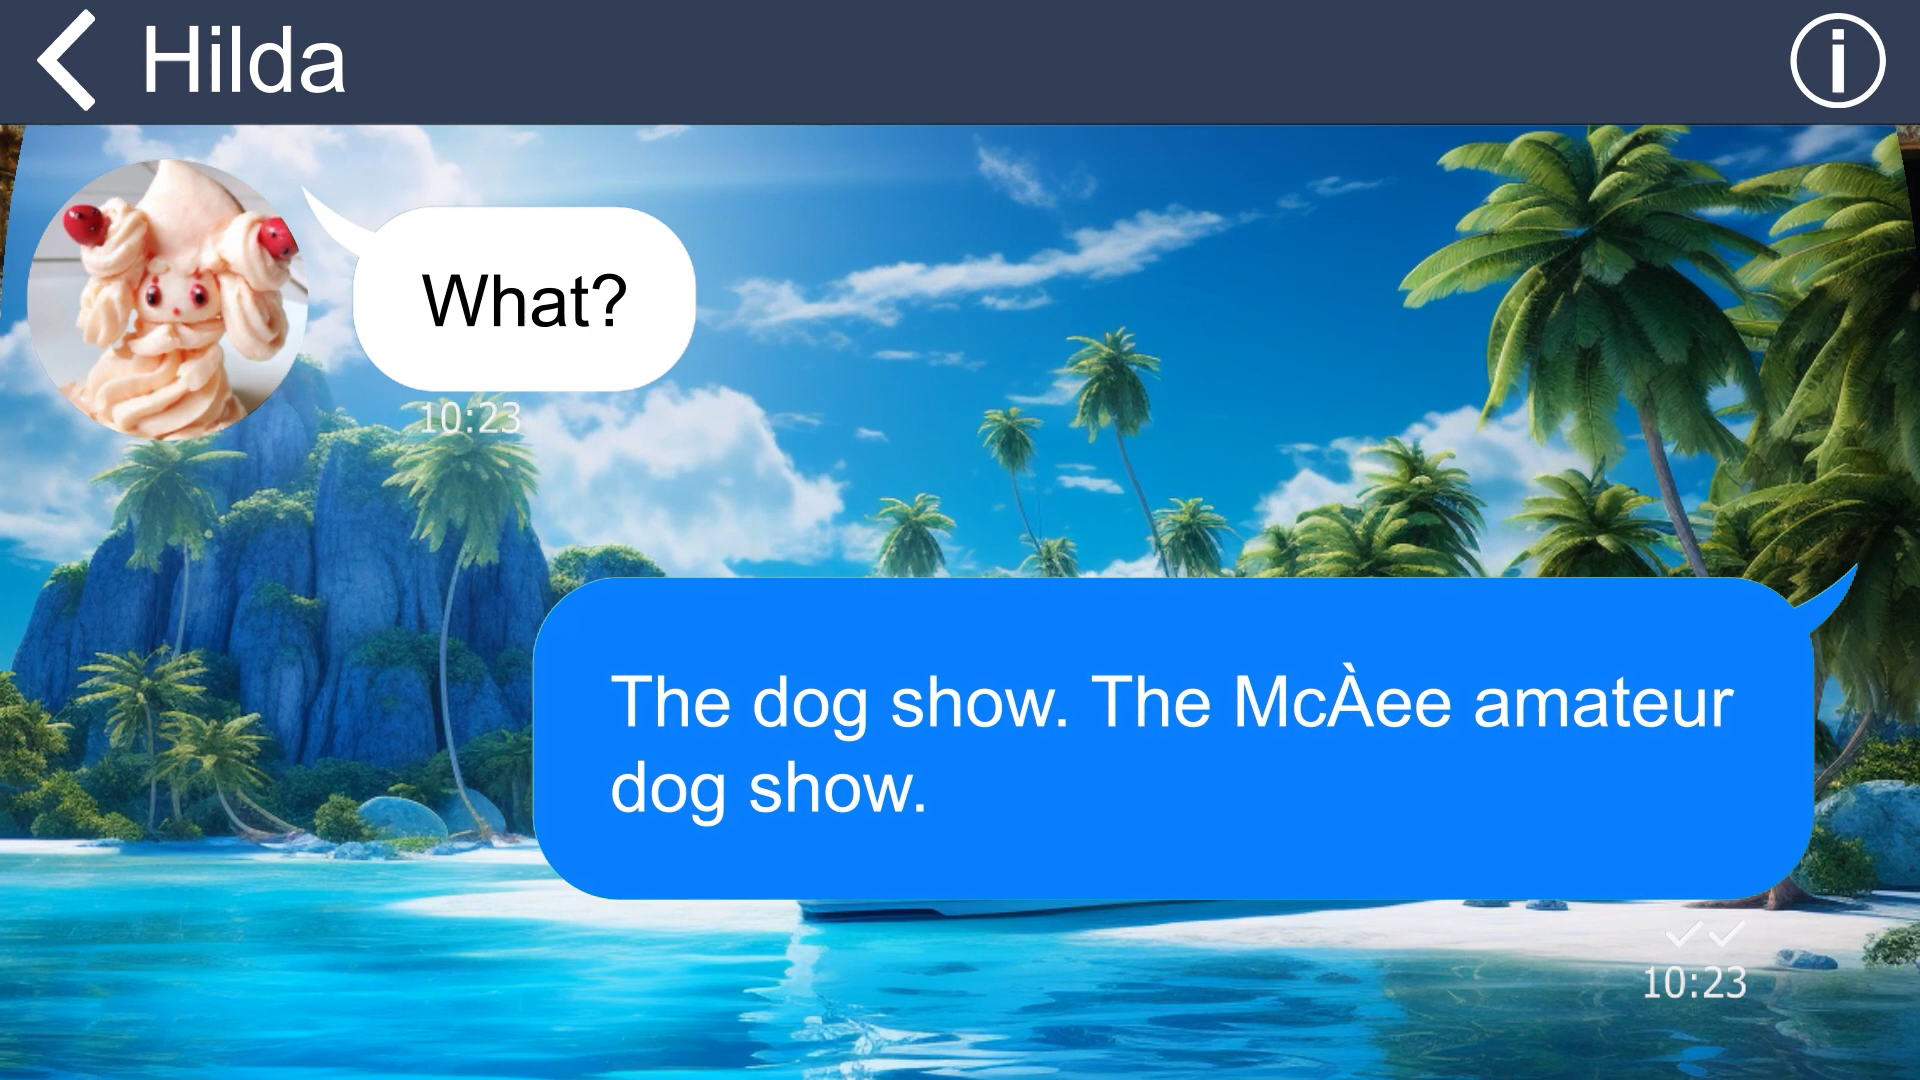 Hilda
What?
10:23
The dog show. The McÀee amateur
dog show.
10:23